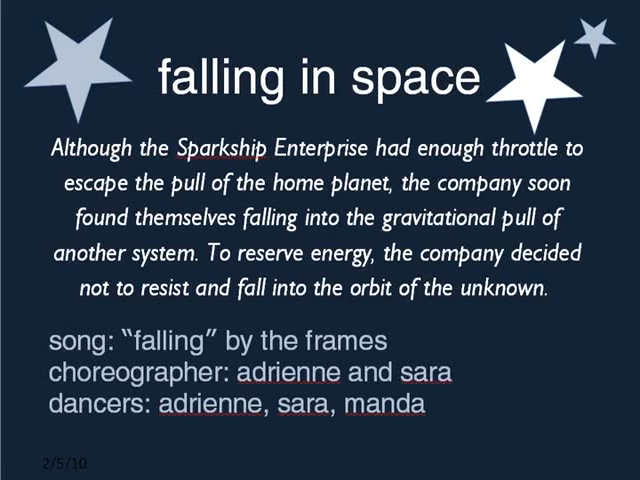 falling in space
Although the Sparkship Enterprise had enough throttle to
escape the pull of the home planet, the company soon
found themselves falling into the gravitational pull of
another system. To reserve energy, the company decided
not to resist and fall into the orbit of the unknown.
song: “falling” by the frames
choreographer: adrienne and sara
dancers: adrienne, sara, manda
2/5/10